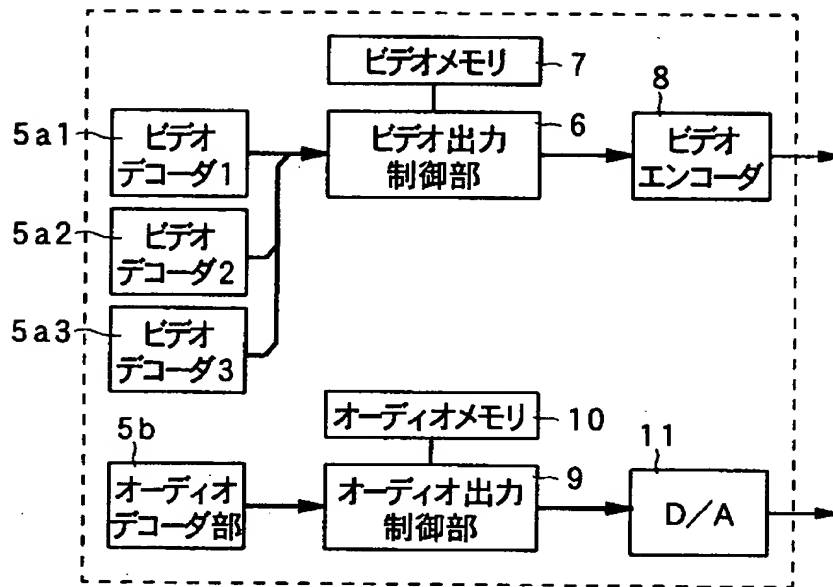 ビデオメモリ
7
5a1
ビデオ
デコーダ1
ビデオ出力
制御部
6
8
ビデオ
エンコーダ
5a2
ビデオ
デコーダ2
5a3
ビデオ
デコーダ3
オーディオメモリ
10
5b
オーディオ
デコーダ部
オーディオ出力
制御部
9
11
D/A